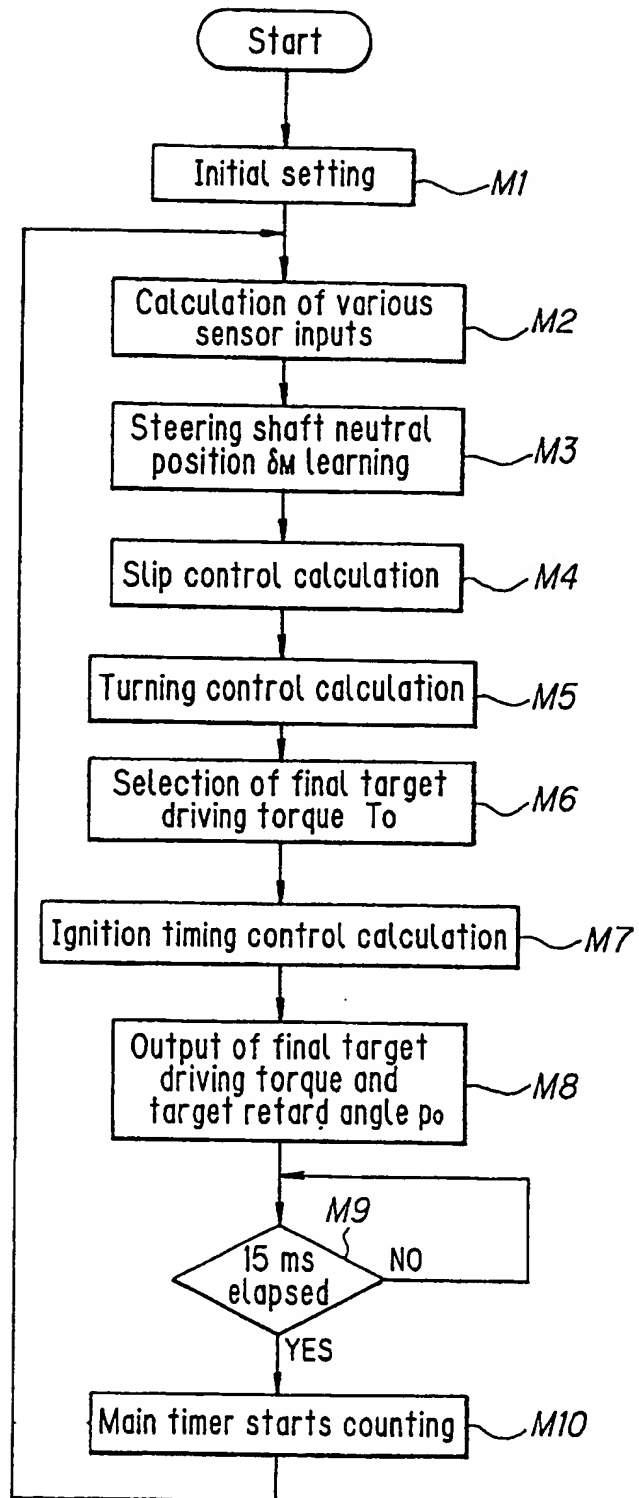 Start
Initial setting
M1
Calculation of various
sensor inputs
M2
Steering shaft neutral
position δM learning
M3
Slip control calculation
M4
Turning control calculation
M5
Selection of final target
driving torque To
M6
Ignition timing control calculation
M7
Output of final target
driving torque and
target retard angle po
M8
M9
15 ms
elapsed
NO
YES
Main timer starts counting
M10